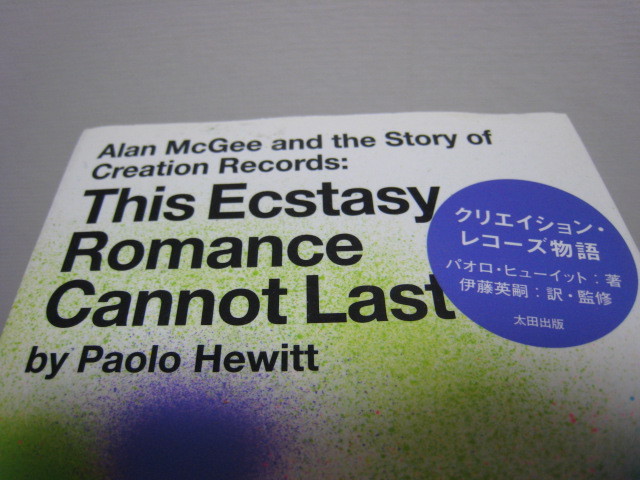 Alan McGee and the Story of
Creation Records:
This Ecstasy
Romance
Cannot Last
by Paolo Hewitt
クリエイション・
レコーズ物語
パオロ・ヒューイット：著
伊藤英嗣：訳・監修
太田出版